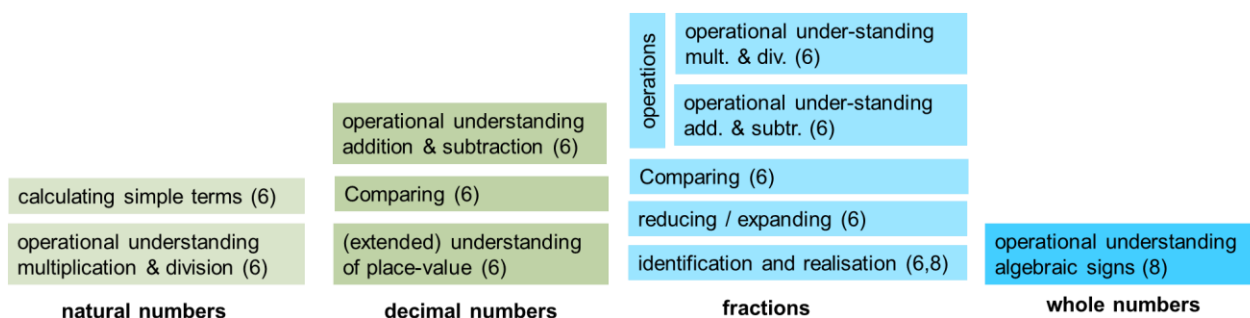 calculating simple terms (6)
operational understanding
multiplication & division (6)
natural numbers
operational understanding
addition & subtraction (6)
Comparing (6)
(extended) understanding
of place-value (6)
decimal numbers
operations
operational under-standing
mult. & div. (6)
operational under-standing
add. & subtr. (6)
Comparing (6)
reducing / expanding (6)
identification and realisation (6,8)
fractions
operational understanding
algebraic signs (8)
whole numbers